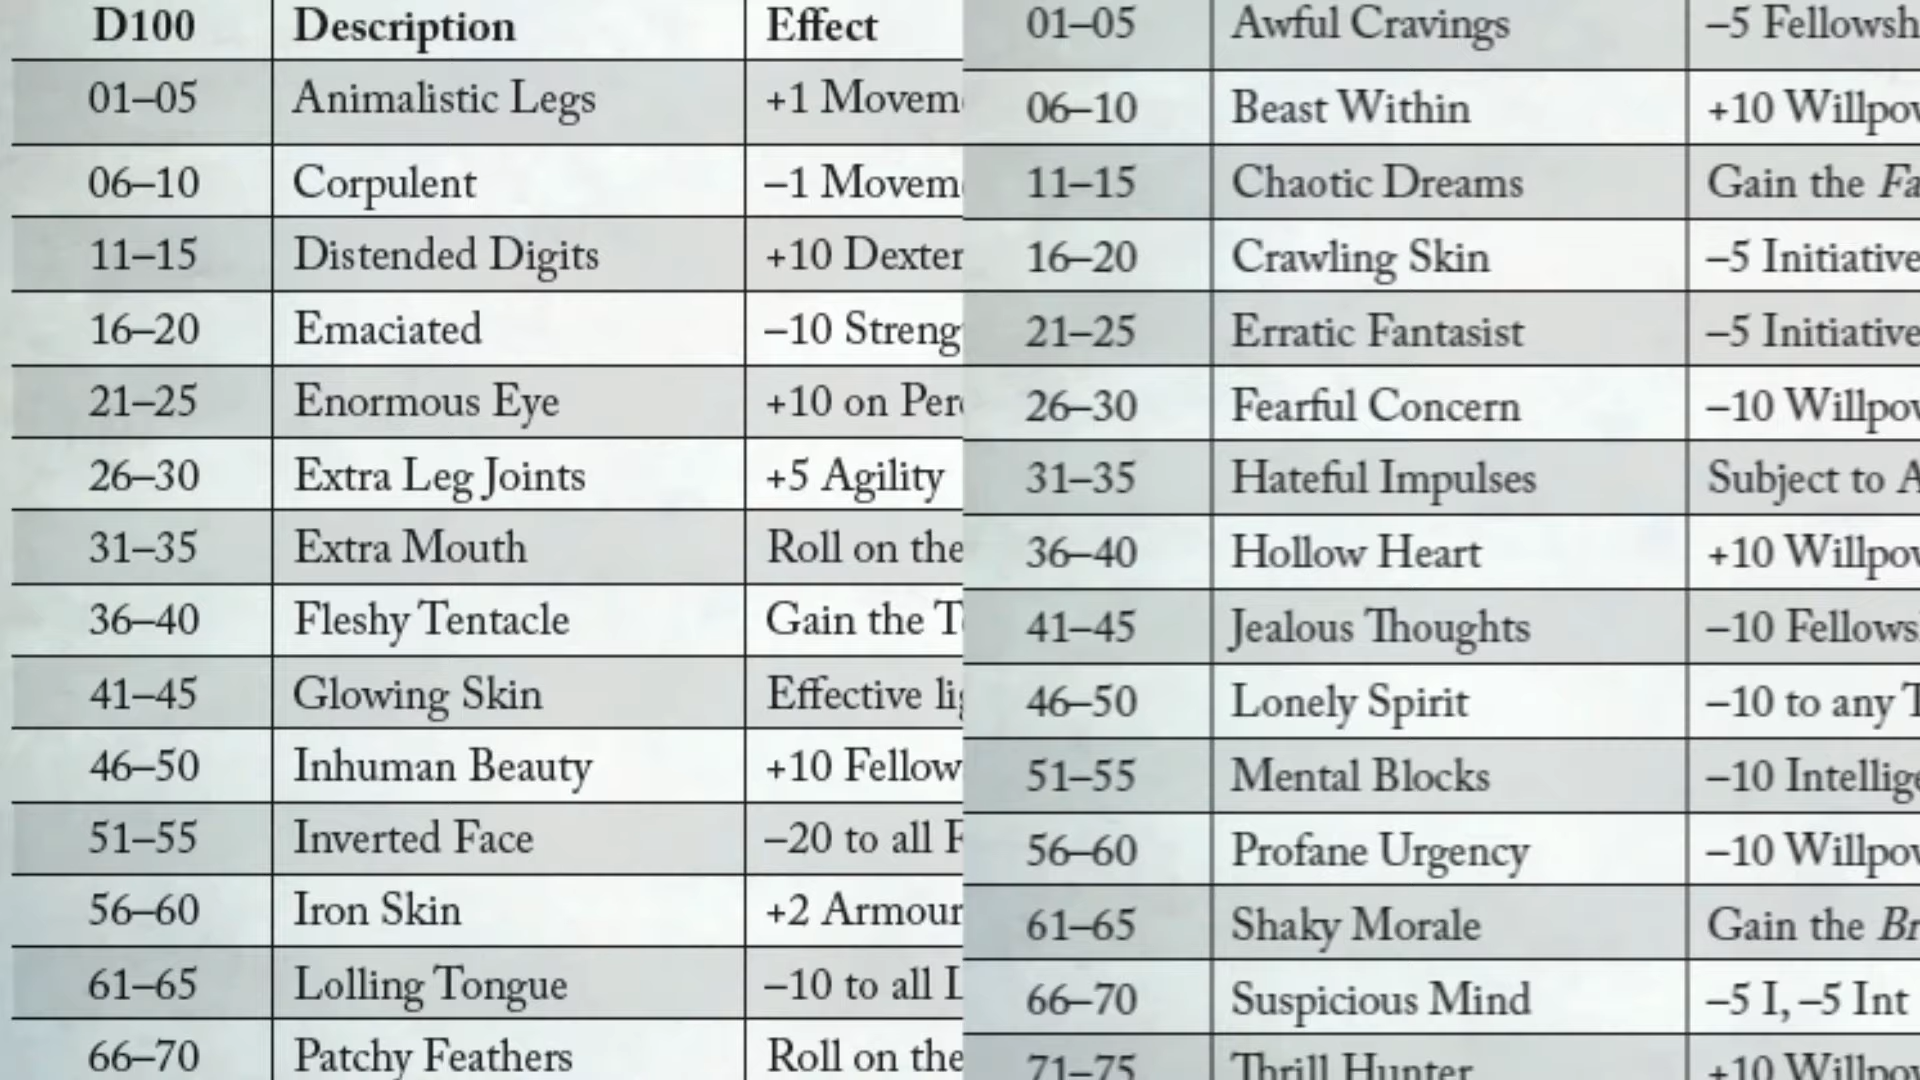 D100 Description Effect
01–05 Animalistic Legs +1
06–10 Corpulent –1
11–15 Distended Digits +10
16–20 Emaciated –10
21–25 Enormous Eye +10 on
26–30 Extra Leg Joints +5 Agility
31–35 Extra Mouth Roll on the
36–40 Fleshy Tentacle Gain the
41–45 Glowing Skin Effective
46–50 Inhuman Beauty +10
51–55 Inverted Face –20 to all
56–60 Iron Skin +2 Armour
61–65 Lolling Tongue –10 to all
66–70 Patchy Feathers Roll on the
01–05 Awful Cravings –5
06–10 Beast Within +10
11–15 Chaotic Dreams Gain the
16–20 Crawling Skin –5 Initiative
21–25 Erratic Fantasist –5 Initiative
26–30 Fearful Concern –10
31–35 Hateful Impulses Subject to
36–40 Hollow Heart +10
41–45 Jealous Thoughts –10
46–50 Lonely Spirit –10 to any
51–55 Mental Blocks –10
56–60 Profane Urgency –10
61–65 Shaky Morale Gain the
66–70 Suspicious Mind –5 I, –5 Int
71–75 Thrill Hunter +10